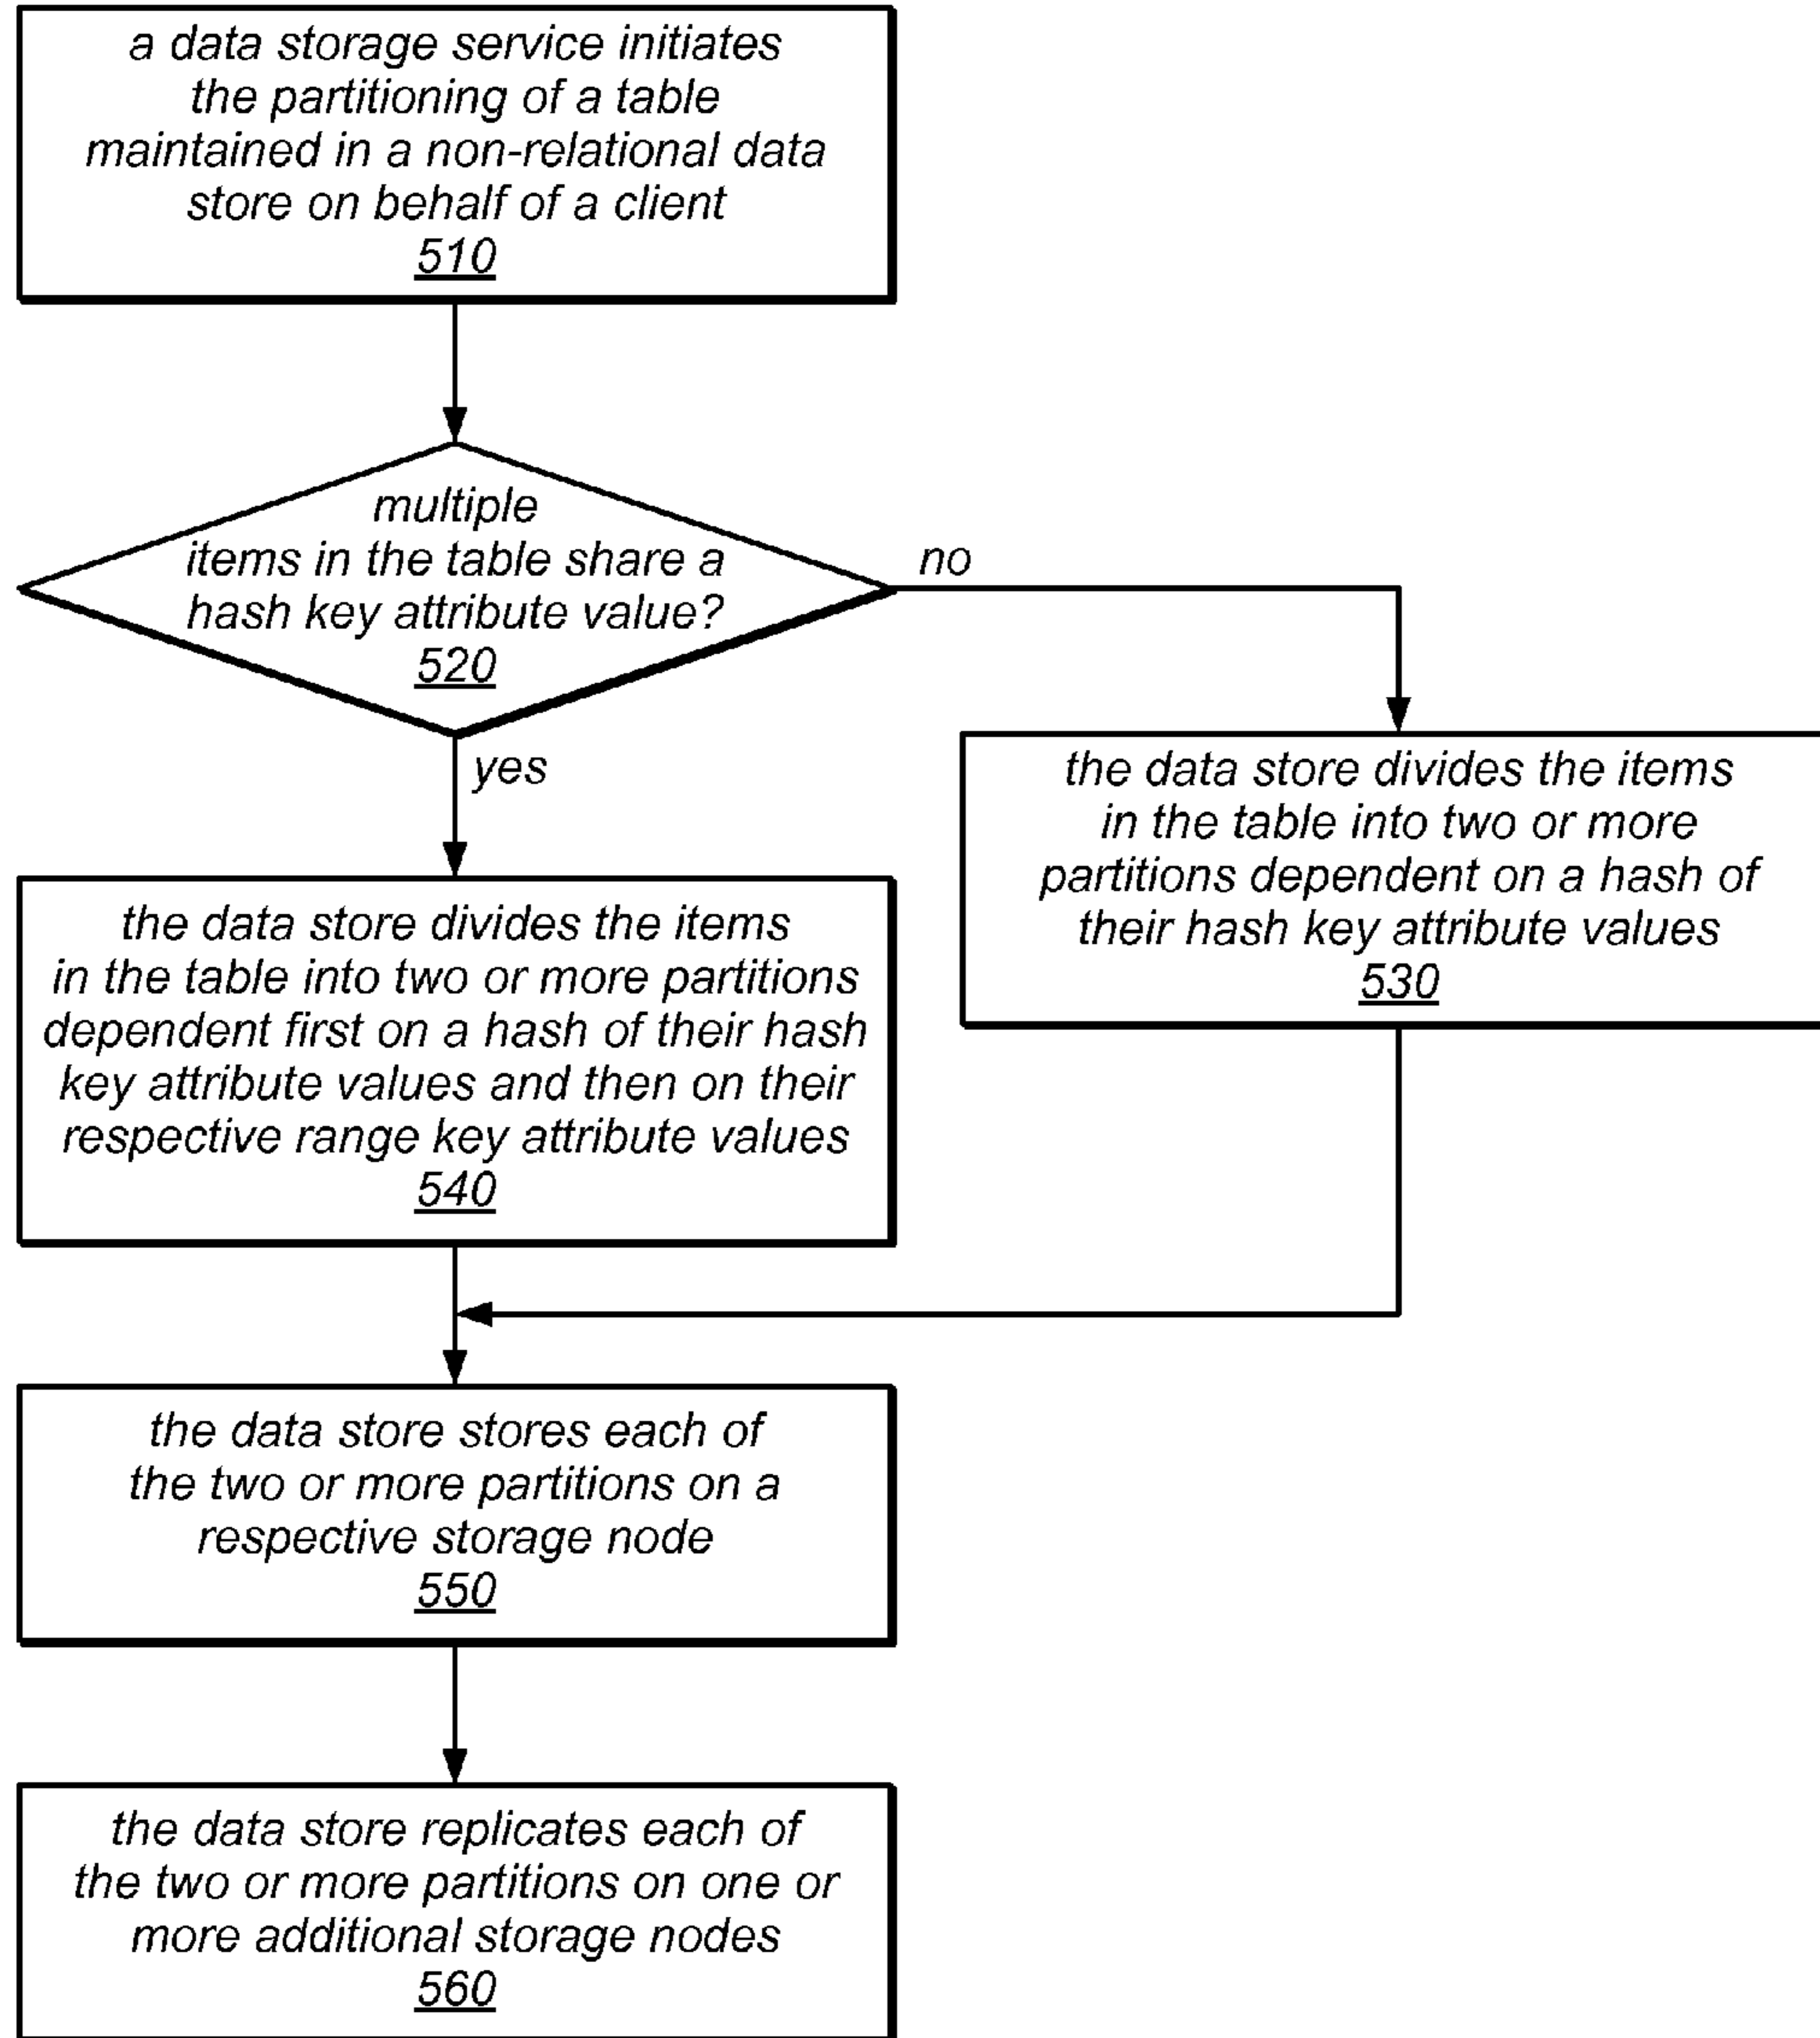 a data storage service initiates
the partitioning of a table
maintained in a non-relational data
store on behalf of a client
510
multiple
items in the table share a
hash key attribute value?
520
no
yes
the data store divides the items
in the table into two or more
partitions dependent on a hash of
their hash key attribute values
530
the data store divides the items
in the table into two or more partitions
dependent first on a hash of their hash
key attribute values and then on their
respective range key attribute values
540
the data store stores each of
the two or more partitions on a
respective storage node
550
the data store replicates each of
the two or more partitions on one or
more additional storage nodes
560